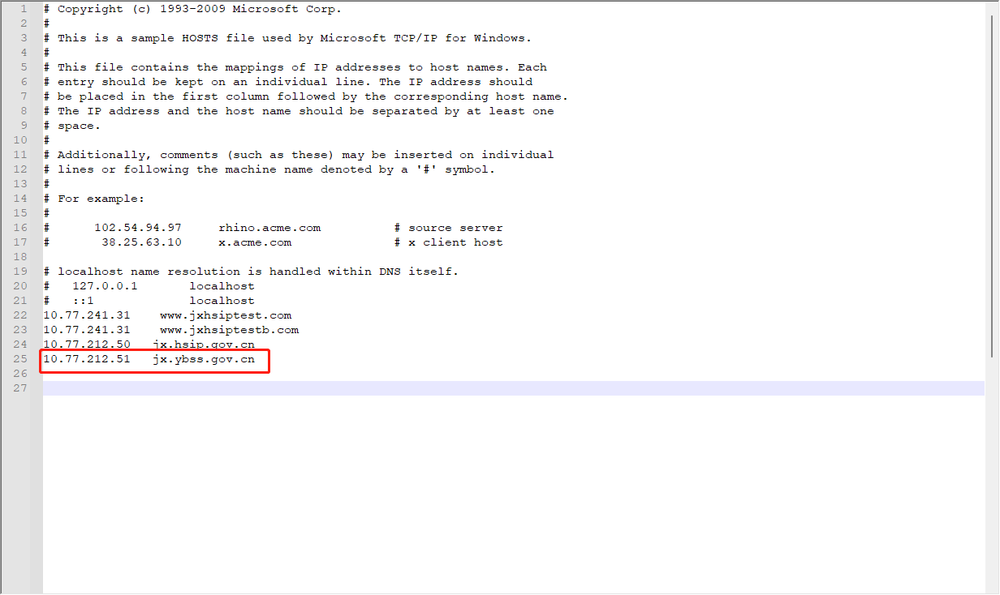 1 # Copyright (c) 1993-2009 Microsoft Corp.
2 #
3 # This is a sample HOSTS file used by Microsoft TCP/IP for Windows.
4 #
5 # This file contains the mappings of IP addresses to host names. Each
6 # entry should be kept on an individual line. The IP address should
7 # be placed in the first column followed by the corresponding host name.
8 # The IP address and the host name should be separated by at least one
9 # space.
10 #
11 # Additionally, comments (such as these) may be inserted on individual
12 # lines or following the machine name denoted by a '#' symbol.
13 #
14 # For example:
15 #
16 #      102.54.94.97     rhino.acme.com          # source server
17 #       38.25.63.10     x.acme.com              # x client host
18
19 # localhost name resolution is handled within DNS itself.
20 #   127.0.0.1       localhost
21 #   ::1             localhost
22 10.77.241.31    www.jxhsiptest.com
23 10.77.241.31    www.jxhsiptestb.com
24 10.77.212.50   jx.hsip.gov.cn
25 10.77.212.51   jx.ybss.gov.cn
26
27